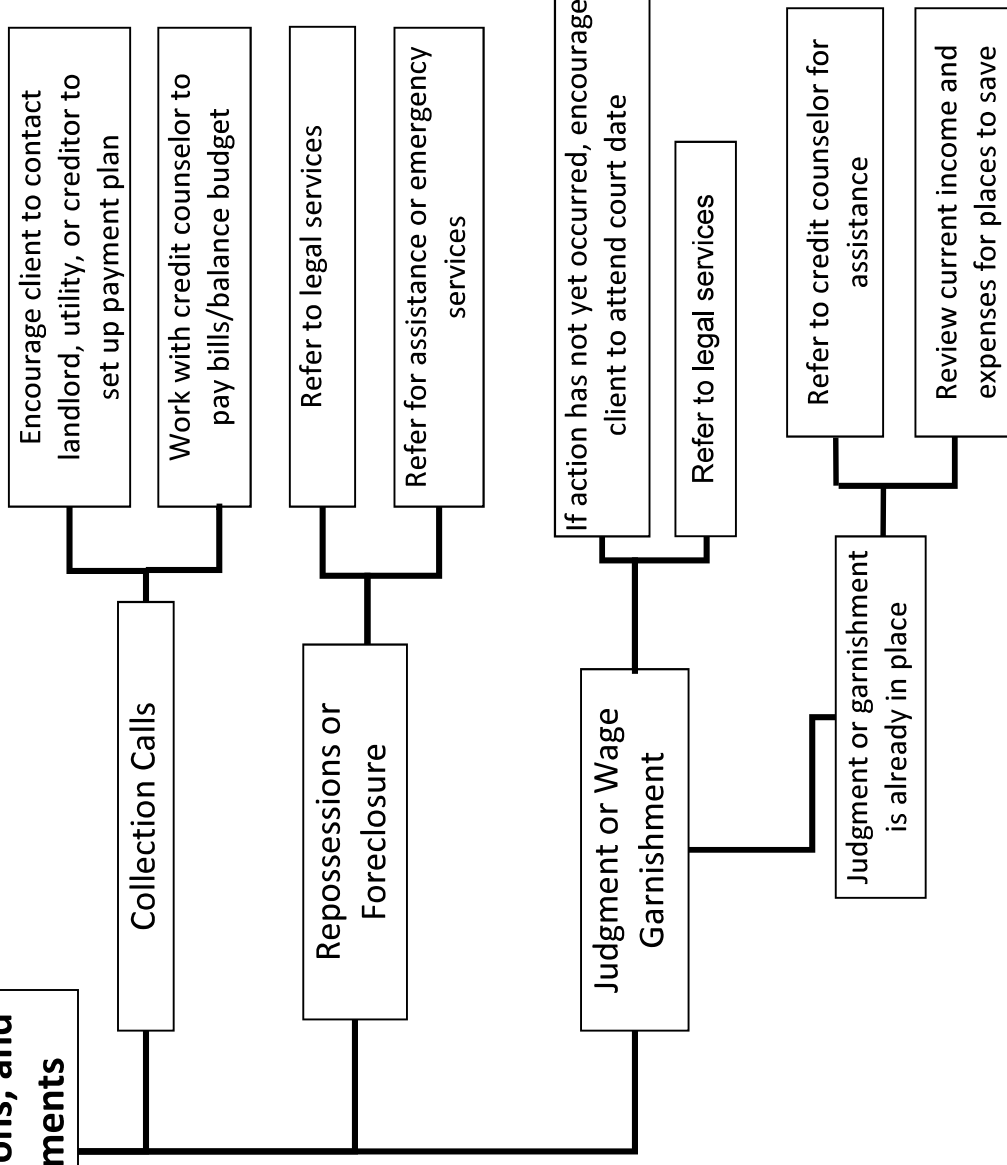 Encourage client to contact
landlord, utility, or creditor to
set up payment plan
Work with credit counselor to
pay bills/balance budget
Collection Calls
Refer to legal services
Refer for assistance or emergency
services
Repossessions or
Foreclosure
If action has not yet occurred, encourage
client to attend court date
Refer to legal services
Judgment or Wage
Garnishment
Refer to credit counselor for
assistance
Review current income and
expenses for places to save
Judgment or garnishment
is already in place
and